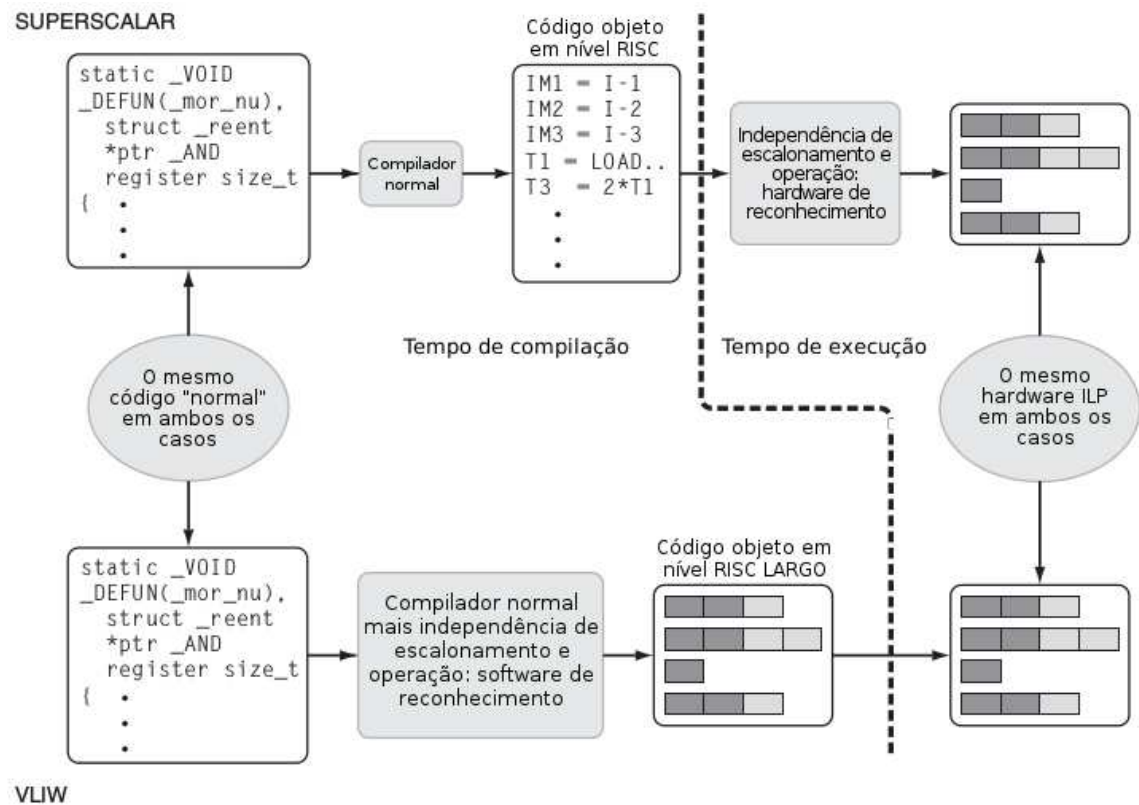 SUPERSCALAR
static _VOID
_DEFUN(_mor_nu),
struct _reent
*ptr _AND
register size_t
{ •
•
•
Compilador
normal
Código objeto
em nível RISC
IM1 = I-1
IM2 = I-2
IM3 = I-3
T1 = LOAD..
T3 = 2*T1
•
•
•
Independência de
escalonamento e
operação:
hardware de
reconhecimento
Tempo de compilação
Tempo de execução
O mesmo
código "normal"
em ambos os
casos
O mesmo
hardware ILP
em ambos os
casos
static _VOID
_DEFUN(_mor_nu),
struct _reent
*ptr _AND
register size_t
{ •
•
•
Compilador normal
mais independência de
escalonamento e
operação: software de
reconhecimento
Código objeto em
nível RISC LARGO
VLIW